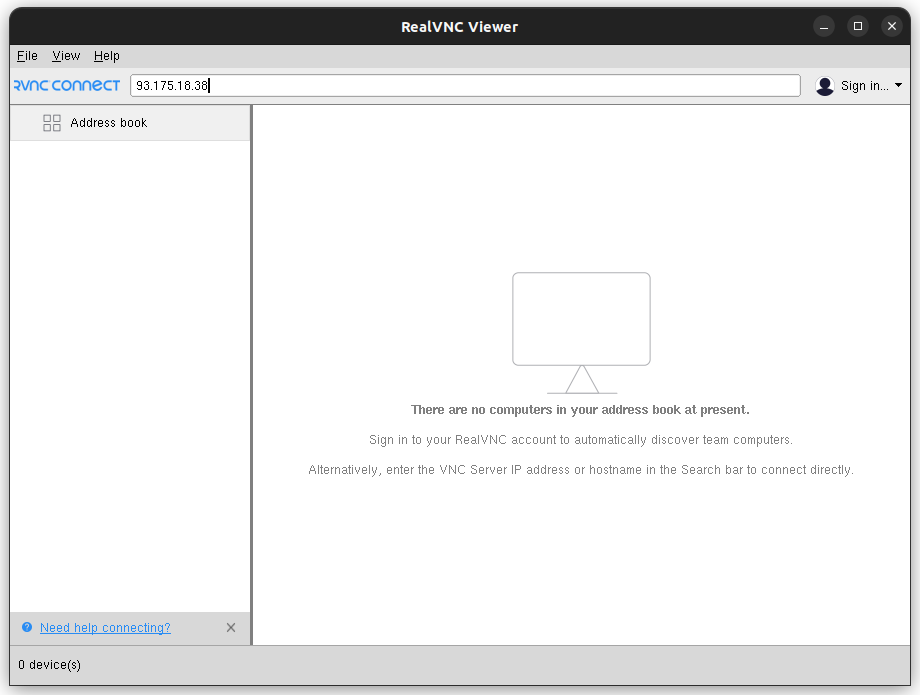 RealVNC Viewer
File View Help
RVNC CONNECT 93.175.18.38 Sign in...
Address book
There are no computers in your address book at present.
Sign in to your RealVNC account to automatically discover team computers.
Alternatively, enter the VNC Server IP address or hostname in the Search bar to connect directly.
? Need help connecting?
0 device(s)